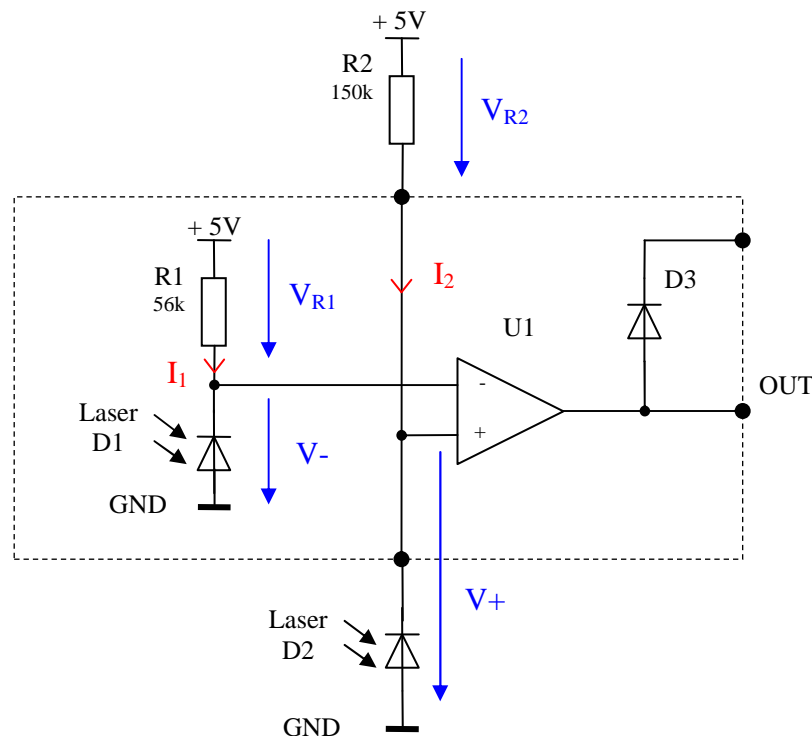 + 5V
R2
150k
V_R2
+ 5V
R1
56k
V_R1
I_2
D3
U1
I_1
-
OUT
Laser
D1
+
V-
GND
V+
Laser
D2
GND